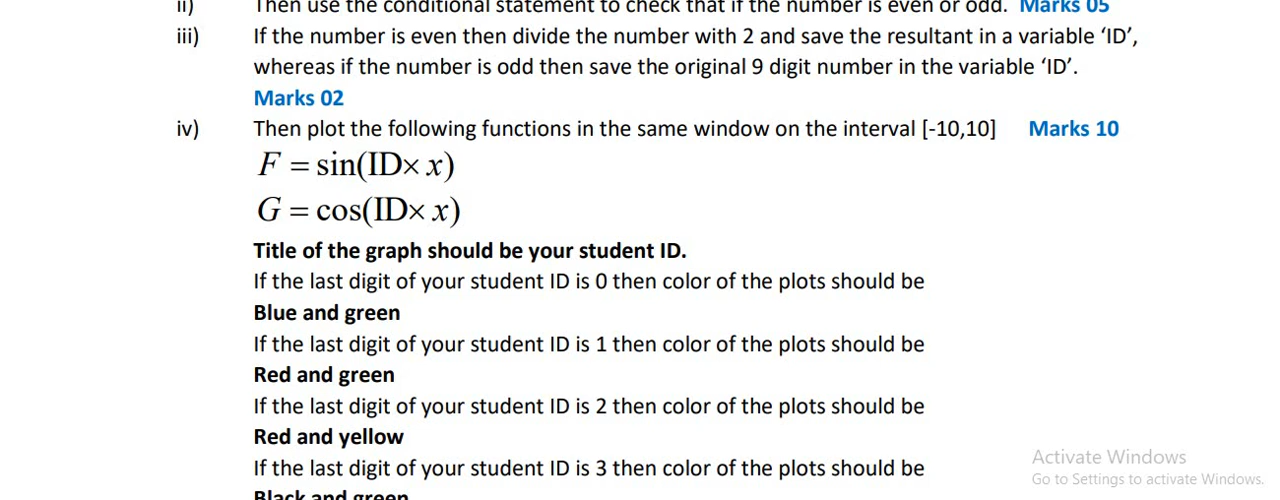 ii) Then use the conditional statement to check that if the number is even or odd. Marks 05
iii) If the number is even then divide the number with 2 and save the resultant in a variable ‘ID’,
whereas if the number is odd then save the original 9 digit number in the variable ‘ID’.
Marks 02
iv) Then plot the following functions in the same window on the interval [-10,10] Marks 10
F = sin(ID× x)
G = cos(ID× x)
Title of the graph should be your student ID.
If the last digit of your student ID is 0 then color of the plots should be
Blue and green
If the last digit of your student ID is 1 then color of the plots should be
Red and green
If the last digit of your student ID is 2 then color of the plots should be
Red and yellow
If the last digit of your student ID is 3 then color of the plots should be
Black and green
Activate Windows
Go to Settings to activate Windows.